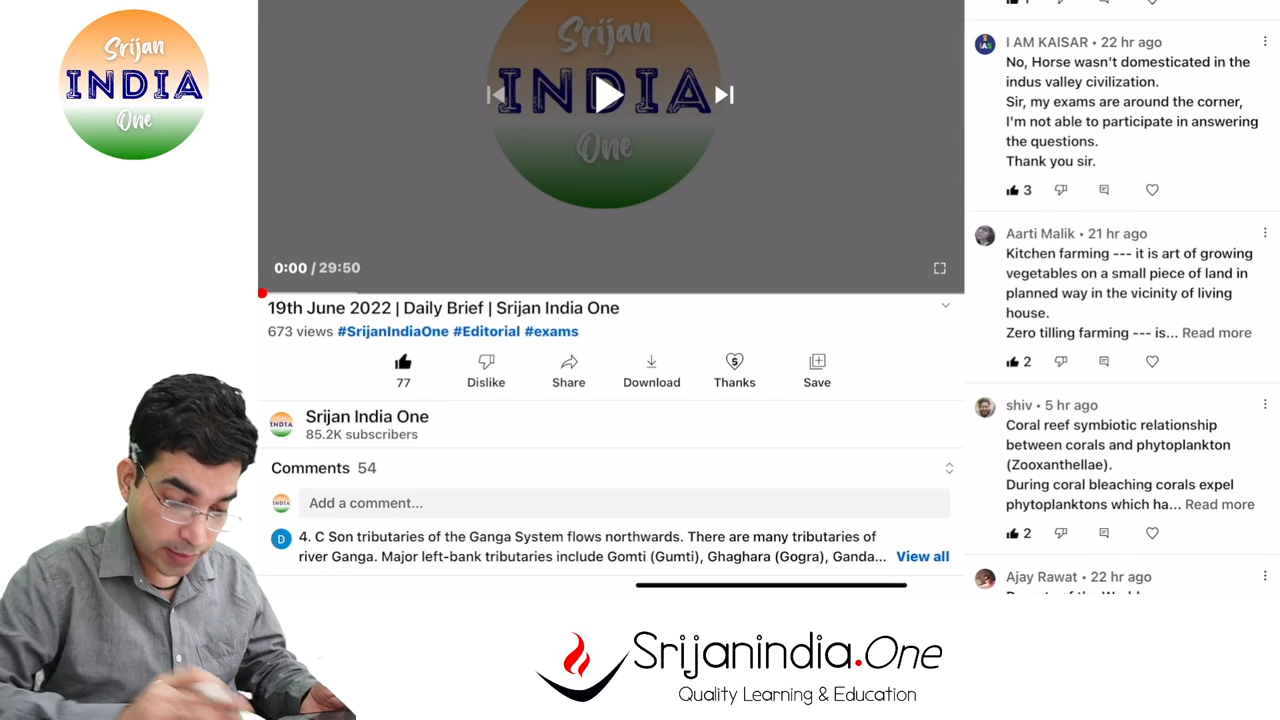 Srijan
INDIA
One
Srijan
INDIA
One
0:00 / 29:50
19th June 2022 | Daily Brief | Srijan India One
673 views #SrijanIndiaOne #Editorial #exams
77
Dislike
Share
Download
Thanks
Save
INDIA
Srijan India One
85.2K subscribers
Comments 54
INDIA
Add a comment...
D
4. C Son tributaries of the Ganga System flows northwards. There are many tributaries of
river Ganga. Major left-bank tributaries include Gomti (Gumti), Ghaghara (Gogra), Ganda... View all
IAS
I AM KAISAR • 22 hr ago
No, Horse wasn't domesticated in the
indus valley civilization.
Sir, my exams are around the corner,
I'm not able to participate in answering
the questions.
Thank you sir.
3
Aarti Malik • 21 hr ago
Kitchen farming --- it is art of growing
vegetables on a small piece of land in
planned way in the vicinity of living
house.
Zero tilling farming --- is... Read more
2
shiv • 5 hr ago
Coral reef symbiotic relationship
between corals and phytoplankton
(Zooxanthellae).
During coral bleaching corals expel
phytoplanktons which ha... Read more
2
Ajay Rawat • 22 hr ago
Srijanindia.One
Quality Learning & Education